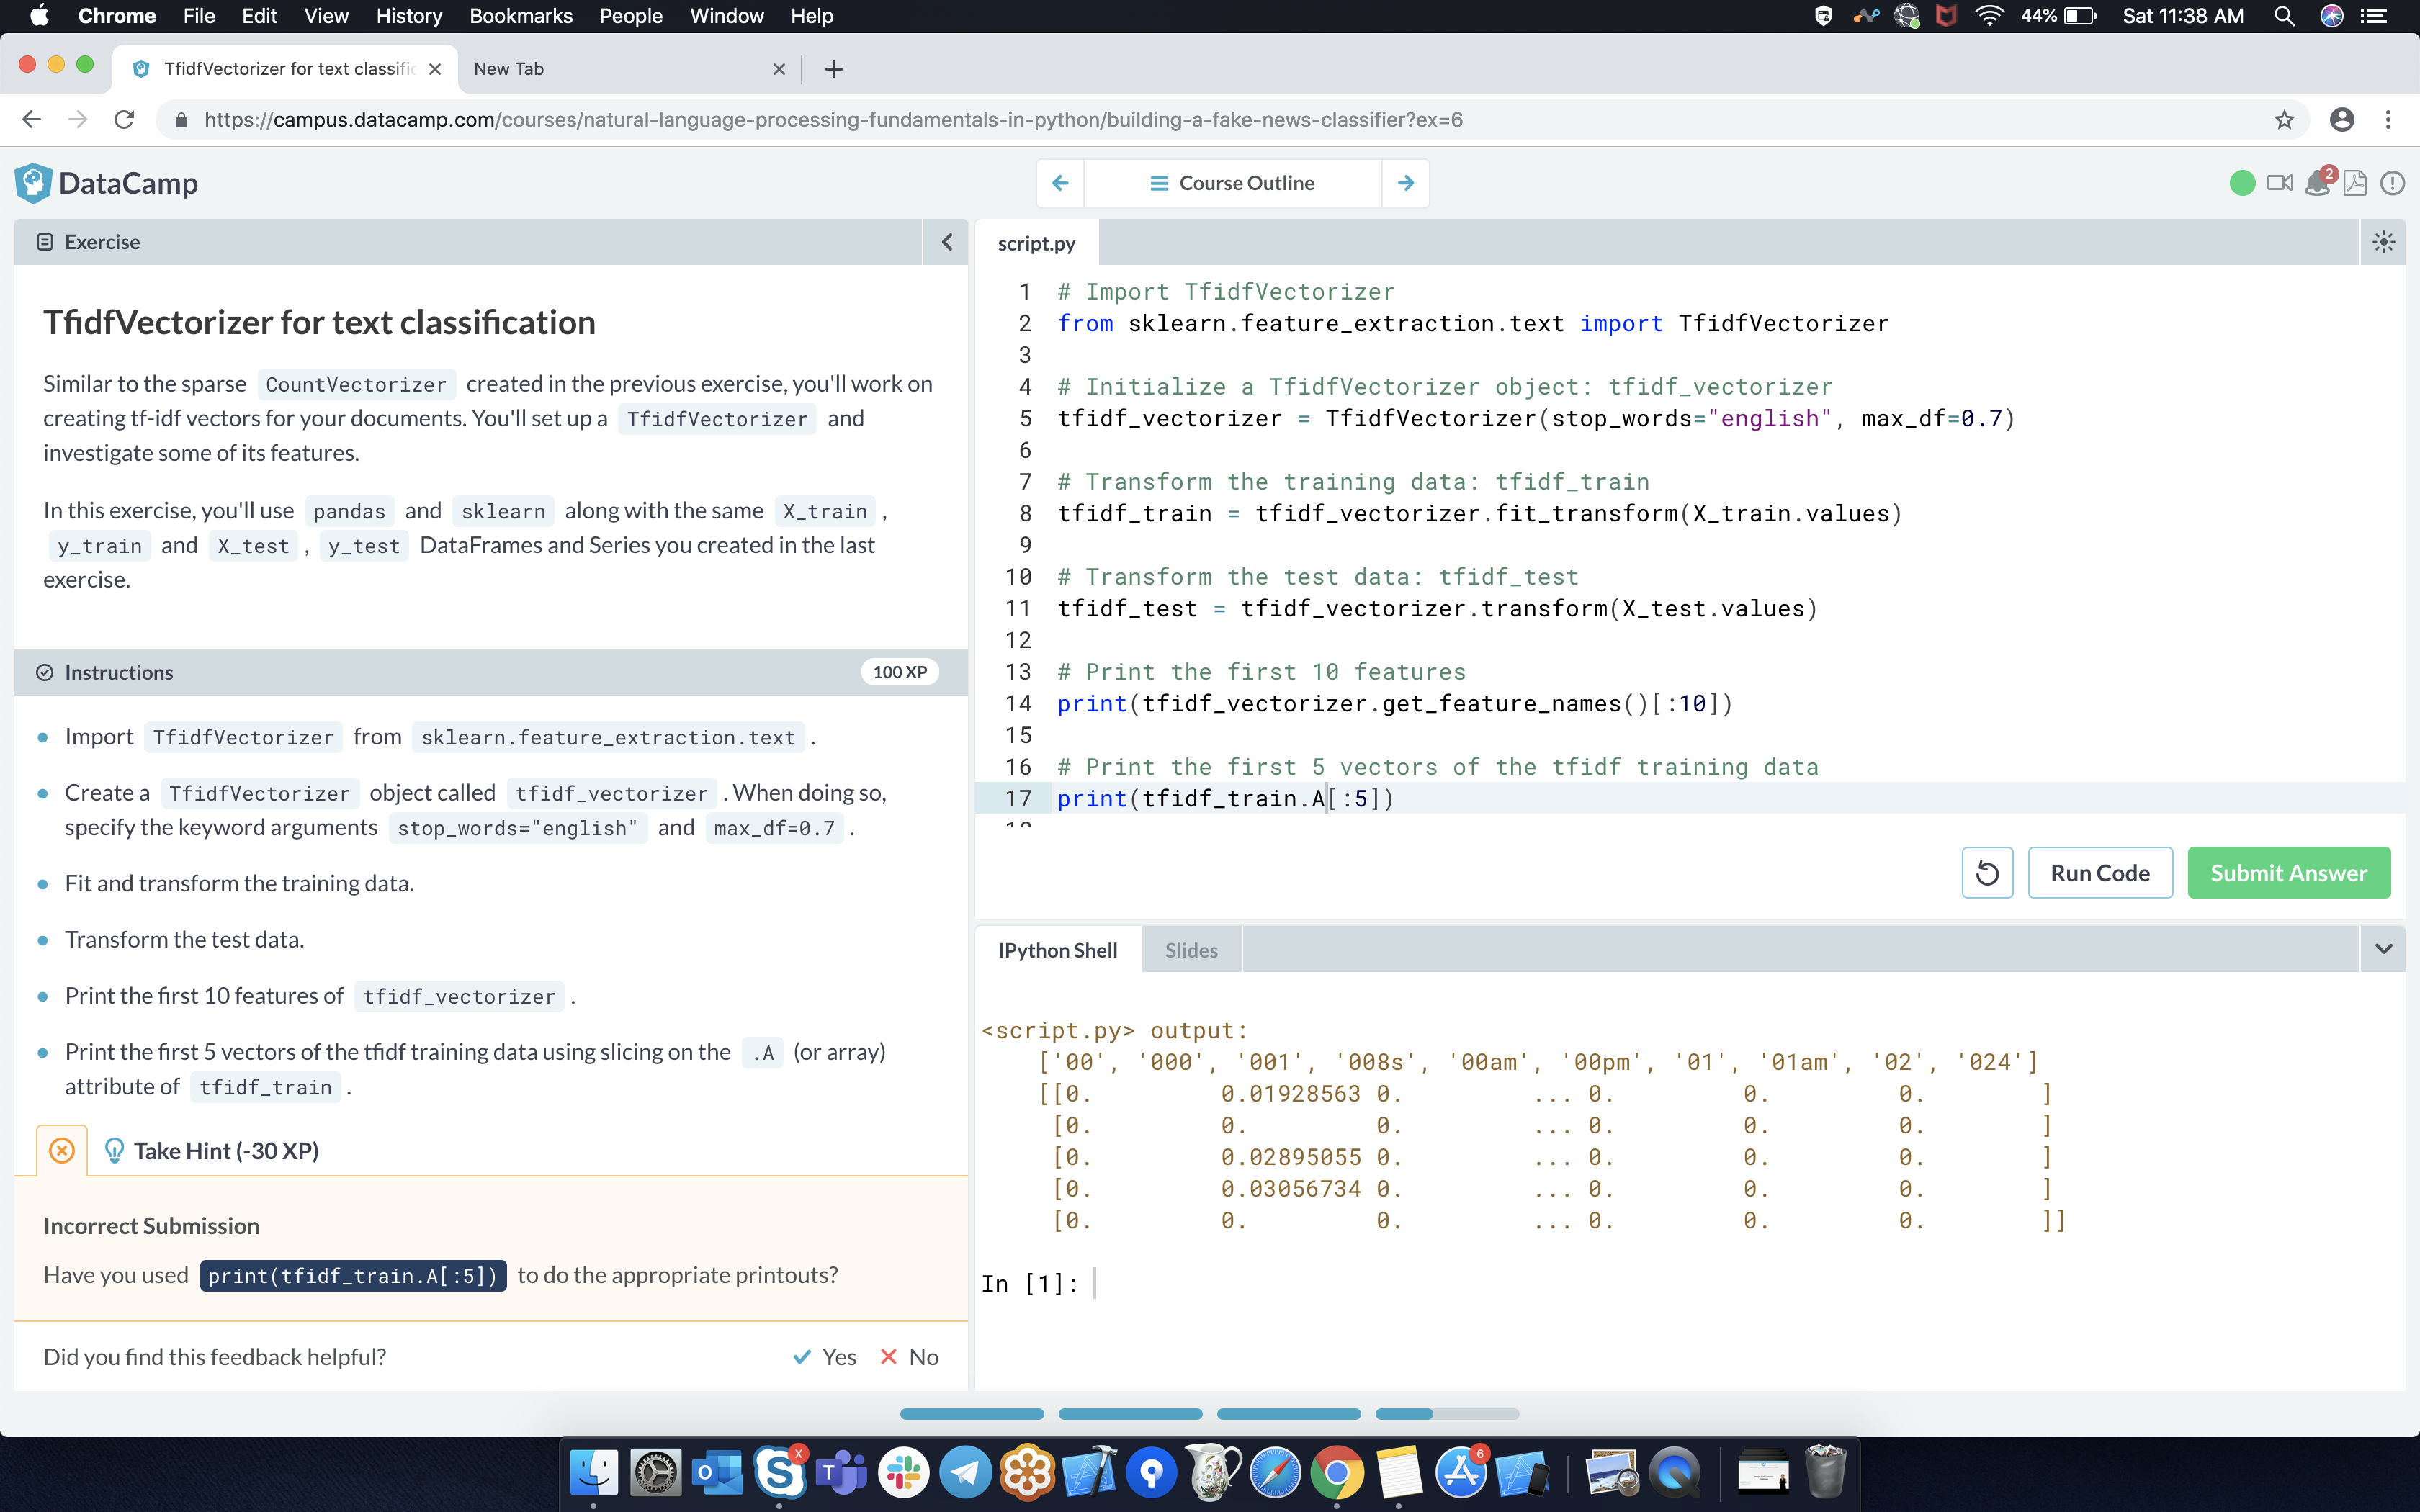 Chrome File Edit View History Bookmarks People Window Help 44% Sat 11:38 AM
TfidfVectorizer for text classific New Tab
https://campus.datacamp.com/courses/natural-language-processing-fundamentals-in-python/building-a-fake-news-classifier?ex=6
DataCamp Course Outline 2
Exercise
TfidfVectorizer for text classification
Similar to the sparse CountVectorizer created in the previous exercise, you'll work on
creating tf-idf vectors for your documents. You'll set up a TfidfVectorizer and
investigate some of its features.
In this exercise, you'll use pandas and sklearn along with the same X_train ,
y_train and X_test , y_test DataFrames and Series you created in the last
exercise.
Instructions 100 XP
Import TfidfVectorizer from sklearn.feature_extraction.text .
Create a TfidfVectorizer object called tfidf_vectorizer . When doing so,
specify the keyword arguments stop_words="english" and max_df=0.7 .
Fit and transform the training data.
Transform the test data.
Print the first 10 features of tfidf_vectorizer .
Print the first 5 vectors of the tfidf training data using slicing on the .A (or array)
attribute of tfidf_train .
Take Hint (-30 XP)
Incorrect Submission
Have you used print(tfidf_train.A[:5]) to do the appropriate printouts?
Did you find this feedback helpful? Yes No
script.py
1 # Import TfidfVectorizer
2 from sklearn.feature_extraction.text import TfidfVectorizer
3
4 # Initialize a TfidfVectorizer object: tfidf_vectorizer
5 tfidf_vectorizer = TfidfVectorizer(stop_words="english", max_df=0.7)
6
7 # Transform the training data: tfidf_train
8 tfidf_train = tfidf_vectorizer.fit_transform(X_train.values)
9
10 # Transform the test data: tfidf_test
11 tfidf_test = tfidf_vectorizer.transform(X_test.values)
12
13 # Print the first 10 features
14 print(tfidf_vectorizer.get_feature_names()[:10])
15
16 # Print the first 5 vectors of the tfidf training data
17 print(tfidf_train.A[:5])
Run Code Submit Answer
IPython Shell Slides
<script.py> output:
['00', '000', '001', '008s', '00am', '00pm', '01', '01am', '02', '024']
[[0. 0.01928563 0. ... 0. 0. 0. ]
[0. 0. 0. ... 0. 0. 0. ]
[0. 0.02895055 0. ... 0. 0. 0. ]
[0. 0.03056734 0. ... 0. 0. 0. ]
[0. 0. 0. ... 0. 0. 0. ]]
In [1]: